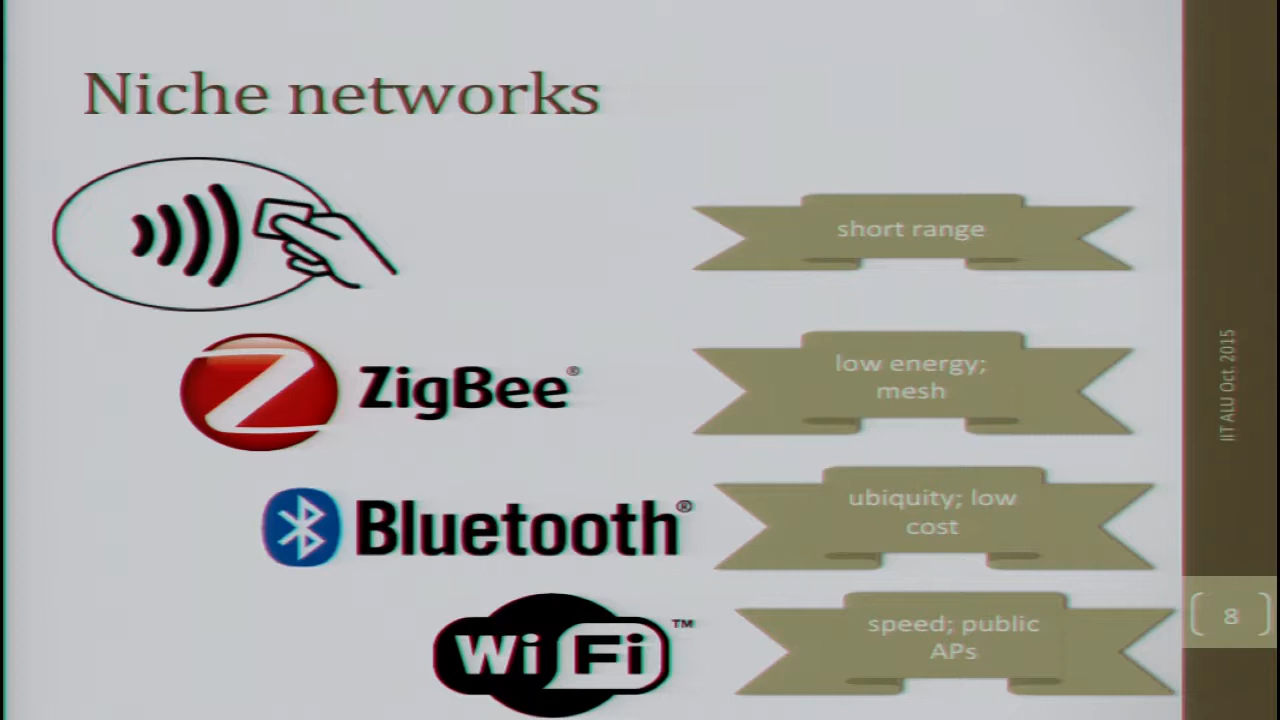 Niche networks
short range
ZigBee®
low energy;
mesh
Bluetooth®
ubiquity; low
cost
WiFi™
speed; public
APs
IIT ALU Oct. 2015
8